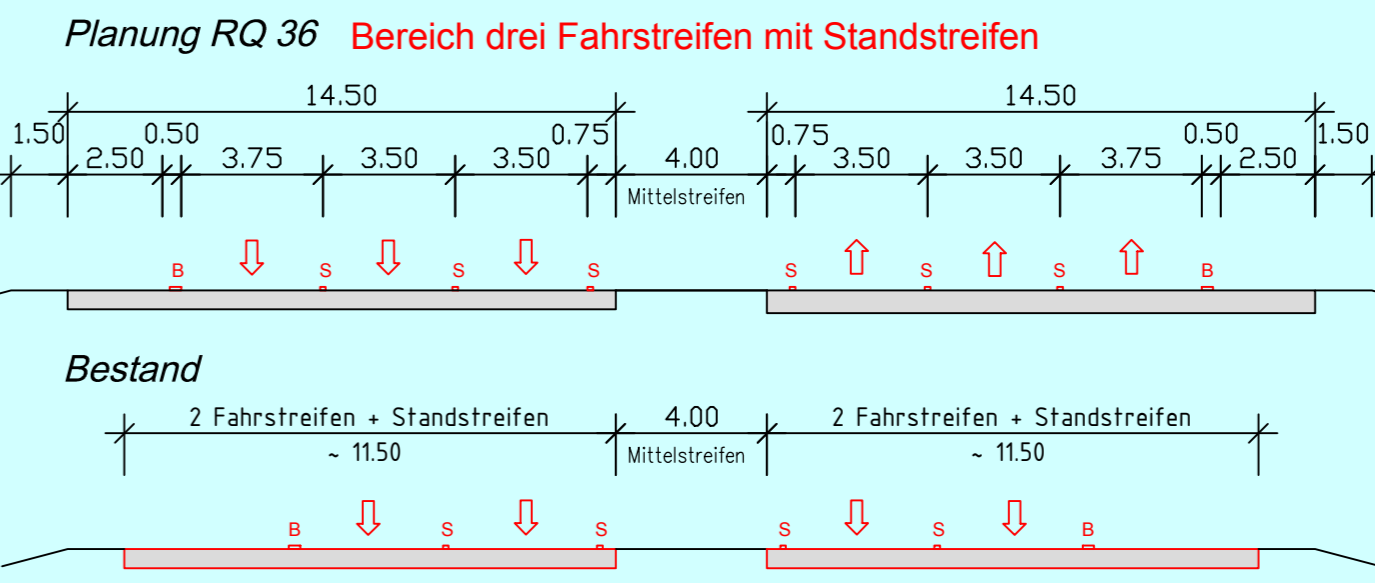 Planung RQ 36 Bereich drei Fahrstreifen mit Standstreifen
14.50 14.50
1.50 0.50 0.75 0.75 0.50 1.50
2.50 3.75 3.50 3.50 4.00 3.50 3.50 3.75 2.50
Mittelstreifen
B S S S S S S B
Bestand
2 Fahrstreifen + Standstreifen 4.00 2 Fahrstreifen + Standstreifen
~ 11.50 Mittelstreifen ~ 11.50
B S S S S B